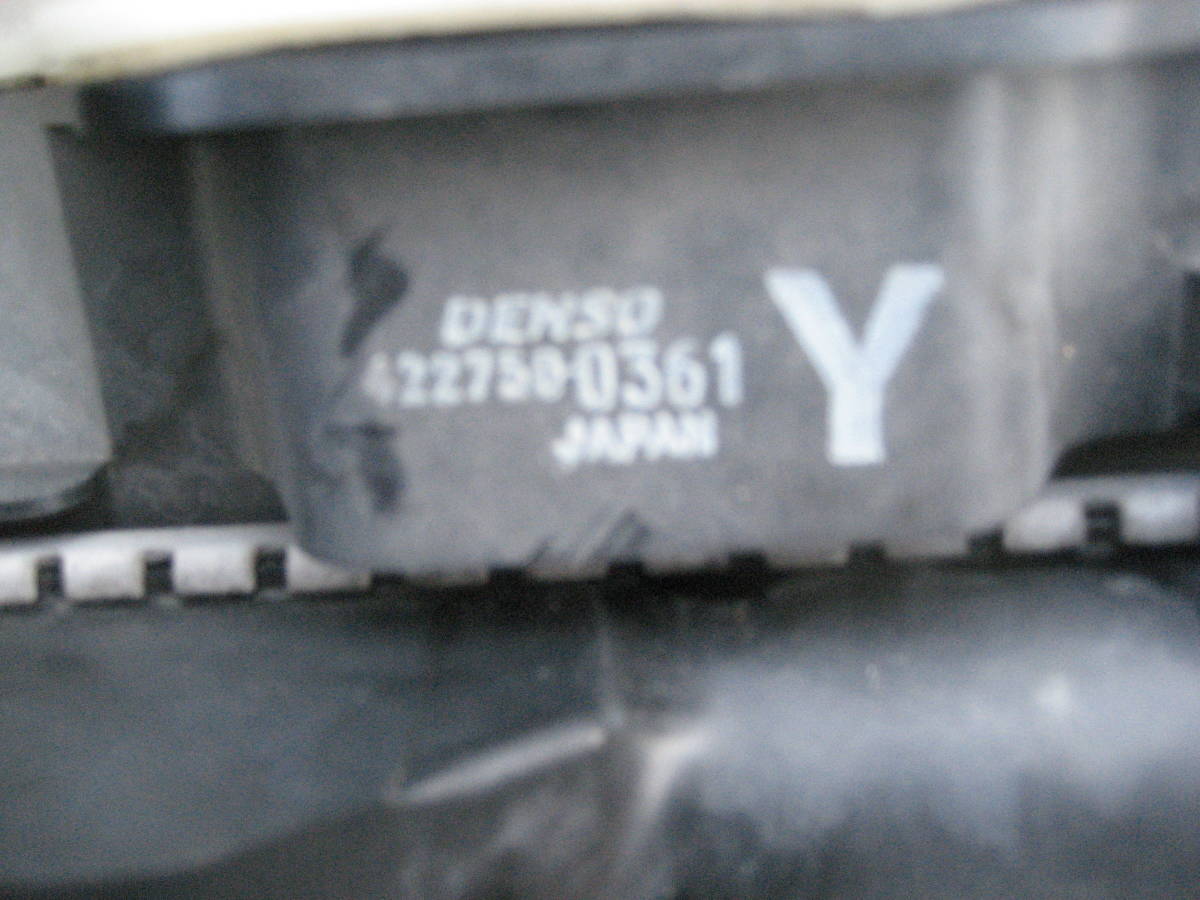 DENSO
422750-0361
JAPAN
Y